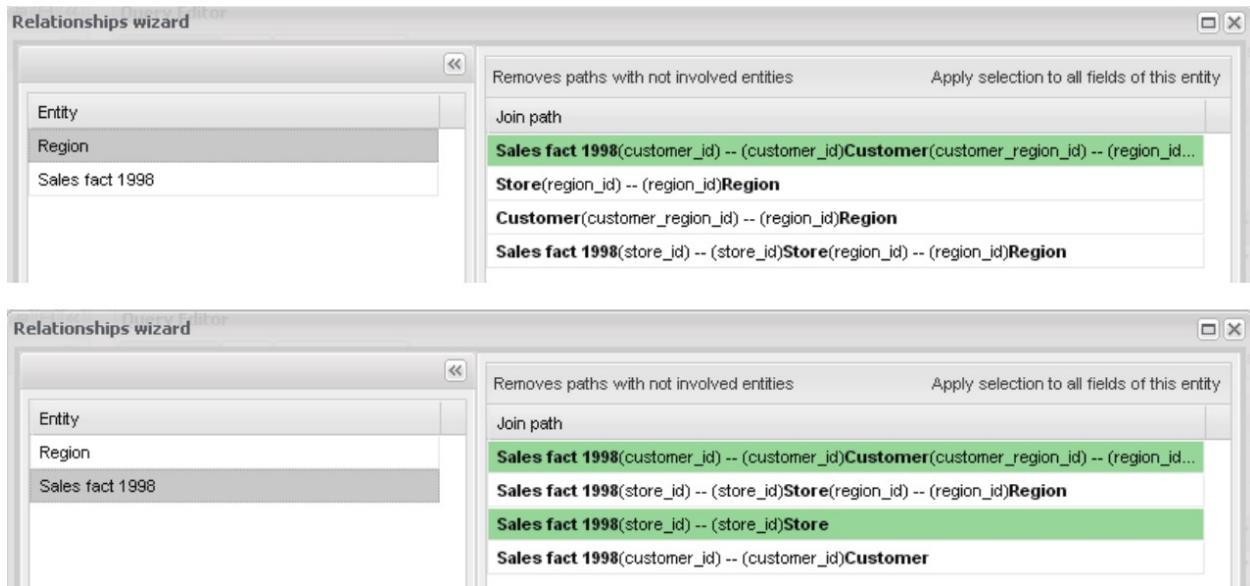 Query Editor
Relationships wizard
Removes paths with not involved entities Apply selection to all fields of this entity
Entity
Region
Sales fact 1998
Join path
Sales fact 1998(customer_id) -- (customer_id)Customer(customer_region_id) -- (region_id...
Store(region_id) -- (region_id)Region
Customer(customer_region_id) -- (region_id)Region
Sales fact 1998(store_id) -- (store_id)Store(region_id) -- (region_id)Region
Query Editor
Relationships wizard
Removes paths with not involved entities Apply selection to all fields of this entity
Entity
Region
Sales fact 1998
Join path
Sales fact 1998(customer_id) -- (customer_id)Customer(customer_region_id) -- (region_id...
Sales fact 1998(store_id) -- (store_id)Store(region_id) -- (region_id)Region
Sales fact 1998(store_id) -- (store_id)Store
Sales fact 1998(customer_id) -- (customer_id)Customer